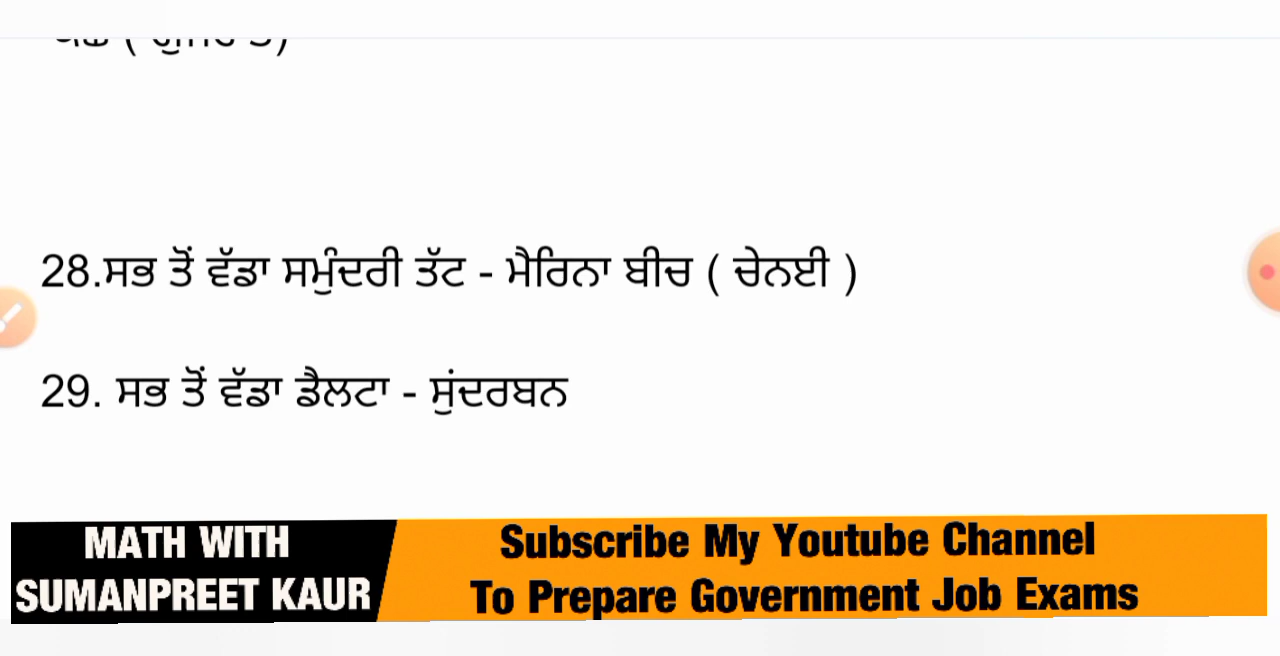 28.ਸਭ ਤੋਂ ਵੱਡਾ ਸਮੁੰਦਰੀ ਤੱਟ - ਮੈਰਿਨਾ ਬੀਚ ( ਚੇਨਈ )
29. ਸਭ ਤੋਂ ਵੱਡਾ ਡੈਲਟਾ - ਸੁੰਦਰਬਨ
MATH WITH
SUMANPREET KAUR
Subscribe My Youtube Channel
To Prepare Government Job Exams